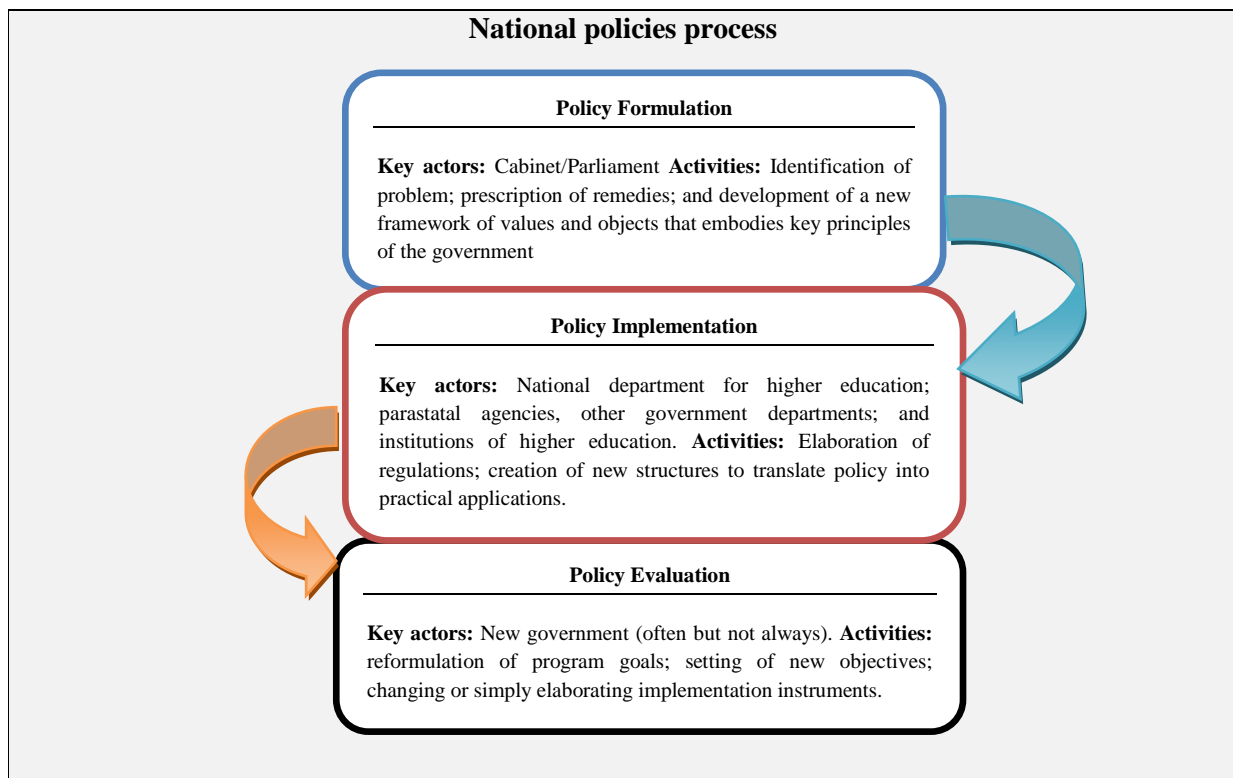 National policies process
Policy Formulation
Key actors: Cabinet/Parliament Activities: Identification of
problem; prescription of remedies; and development of a new
framework of values and objects that embodies key principles
of the government
Policy Implementation
Key actors: National department for higher education;
parastatal agencies, other government departments; and
institutions of higher education. Activities: Elaboration of
regulations; creation of new structures to translate policy into
practical applications.
Policy Evaluation
Key actors: New government (often but not always). Activities:
reformulation of program goals; setting of new objectives;
changing or simply elaborating implementation instruments.